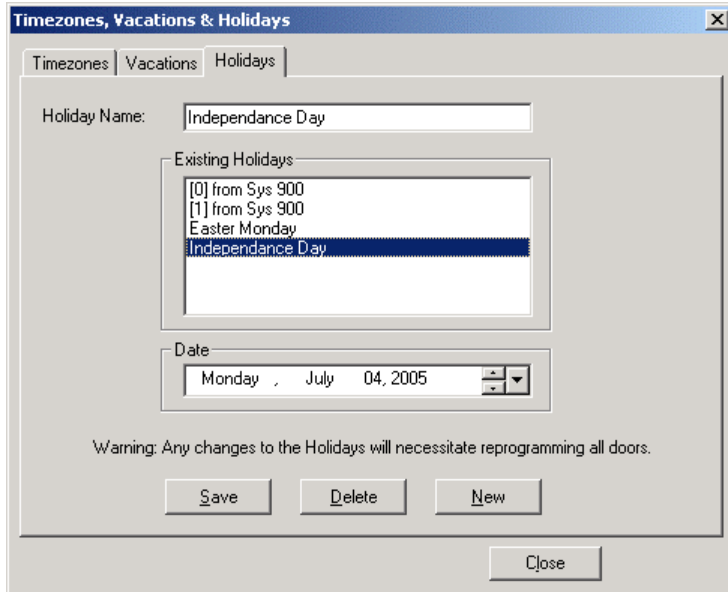 Timezones, Vacations & Holidays
Timezones Vacations Holidays
Holiday Name: Independance Day
Existing Holidays
[0] from Sys 900
[1] from Sys 900
Easter Monday
Independance Day
Date
Monday , July 04, 2005
Warning: Any changes to the Holidays will necessitate reprogramming all doors.
Save Delete New
Close